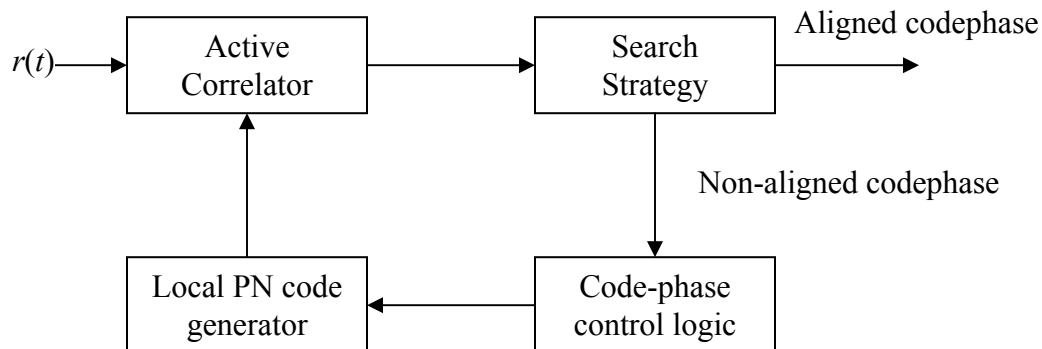 Aligned codephase
r(t)
Active
Correlator
Search
Strategy
Non-aligned codephase
Local PN code
generator
Code-phase
control logic